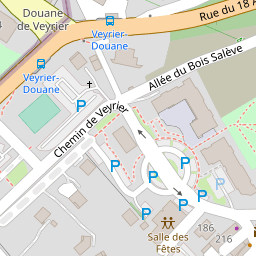 Douane
de Veyrier
Rue du 18 A
Veyrier-
Douane
Veyrier-
Douane
Allée du Bois Salève
Chemin de Veyrier
P
P
P
P
P
P
P
Salle des
Fêtes
186
216